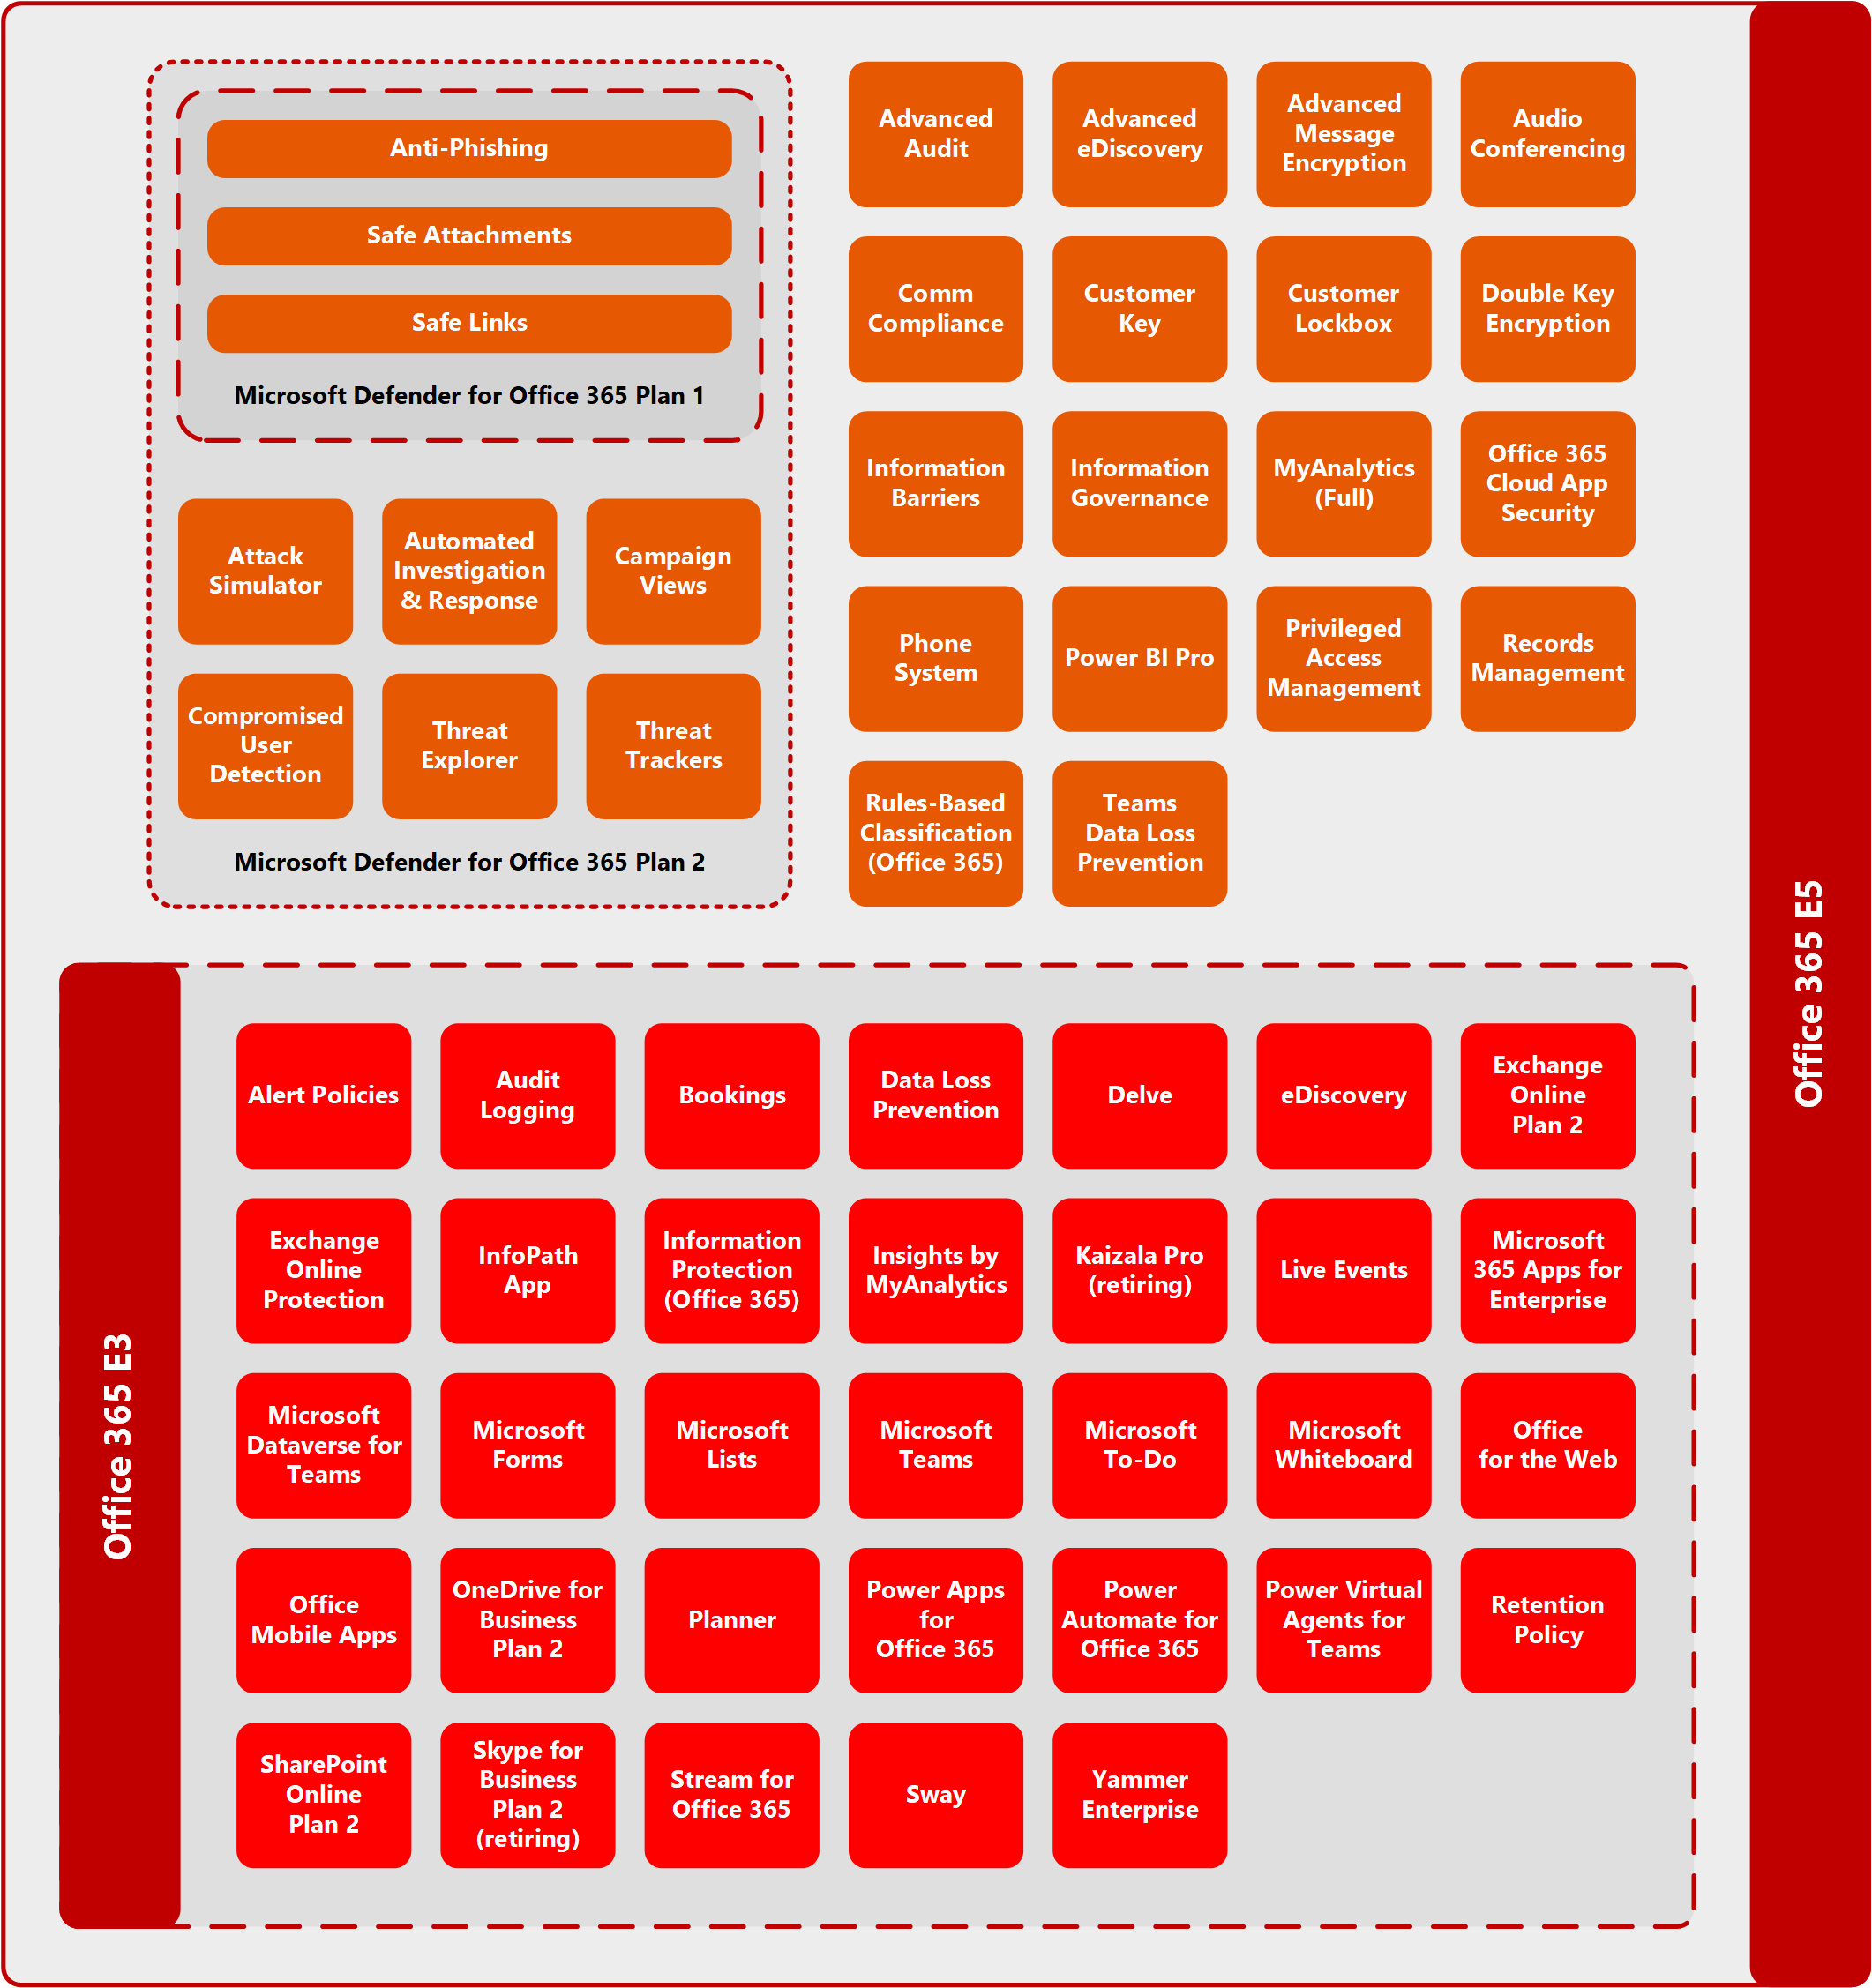 Anti-Phishing
Safe Attachments
Safe Links
Microsoft Defender for Office 365 Plan 1
Attack
Simulator
Automated
Investigation
& Response
Campaign
Views
Compromised
User
Detection
Threat
Explorer
Threat
Trackers
Microsoft Defender for Office 365 Plan 2
Advanced
Audit
Advanced
eDiscovery
Advanced
Message
Encryption
Audio
Conferencing
Comm
Compliance
Customer
Key
Customer
Lockbox
Double Key
Encryption
Information
Barriers
Information
Governance
MyAnalytics
(Full)
Office 365
Cloud App
Security
Phone
System
Power BI Pro
Privileged
Access
Management
Records
Management
Rules-Based
Classification
(Office 365)
Teams
Data Loss
Prevention
Office 365 E5
Office 365 E3
Alert Policies
Audit
Logging
Bookings
Data Loss
Prevention
Delve
eDiscovery
Exchange
Online
Plan 2
Exchange
Online
Protection
InfoPath
App
Information
Protection
(Office 365)
Insights by
MyAnalytics
Kaizala Pro
(retiring)
Live Events
Microsoft
365 Apps for
Enterprise
Microsoft
Dataverse for
Teams
Microsoft
Forms
Microsoft
Lists
Microsoft
Teams
Microsoft
To-Do
Microsoft
Whiteboard
Office
for the Web
Office
Mobile Apps
OneDrive for
Business
Plan 2
Planner
Power Apps
for
Office 365
Power
Automate for
Office 365
Power Virtual
Agents for
Teams
Retention
Policy
SharePoint
Online
Plan 2
Skype for
Business
Plan 2
(retiring)
Stream for
Office 365
Sway
Yammer
Enterprise